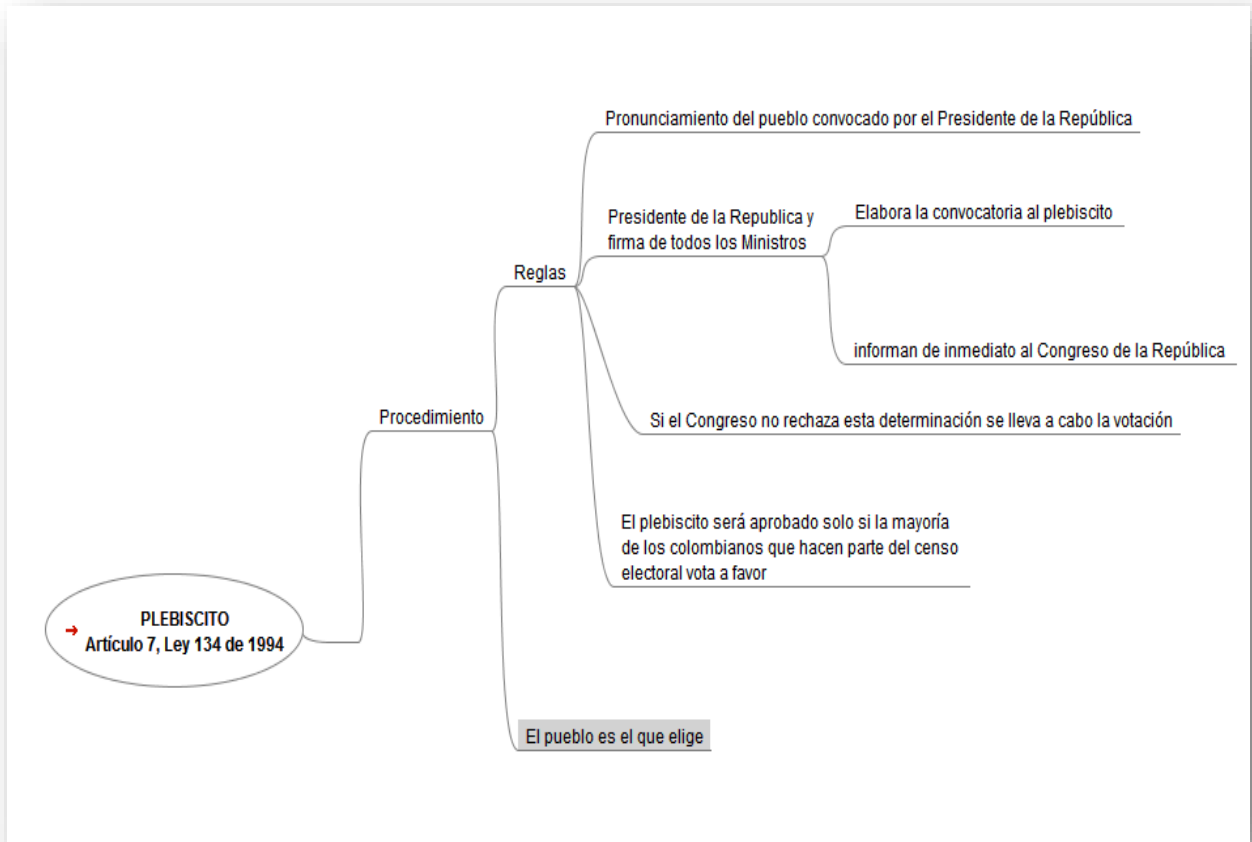 Pronunciamiento del pueblo convocado por el Presidente de la República
Presidente de la Republica y
firma de todos los Ministros
Elabora la convocatoria al plebiscito
Reglas
informan de inmediato al Congreso de la República
Procedimiento
Si el Congreso no rechaza esta determinación se lleva a cabo la votación
El plebiscito será aprobado solo si la mayoría
de los colombianos que hacen parte del censo
electoral vota a favor
PLEBISCITO
Artículo 7, Ley 134 de 1994
El pueblo es el que elige